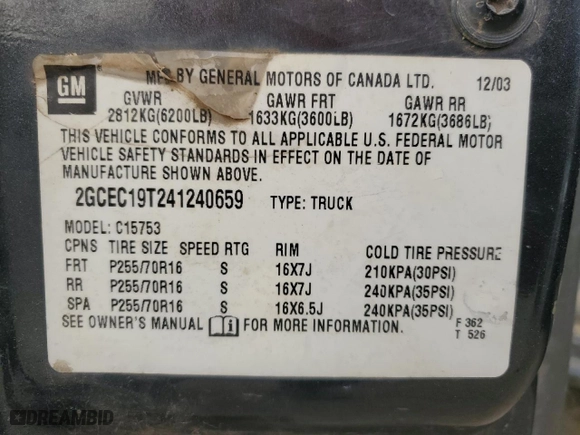 GM
MFD BY GENERAL MOTORS OF CANADA LTD. 12/03
GVWR GAWR FRT GAWR RR
2812KG(6200LB) 1633KG(3600LB) 1672KG(3686LB)
THIS VEHICLE CONFORMS TO ALL APPLICABLE U.S. FEDERAL MOTOR
VEHICLE SAFETY STANDARDS IN EFFECT ON THE DATE OF
MANUFACTURE SHOWN ABOVE.
2GCEC19T241240659 TYPE: TRUCK
MODEL: C15753
CPNS TIRE SIZE SPEED RTG RIM COLD TIRE PRESSURE
FRT P255/70R16 S 16X7J 210KPA(30PSI)
RR P255/70R16 S 16X7J 240KPA(35PSI)
SPA P255/70R16 S 16X6.5J 240KPA(35PSI)
SEE OWNER'S MANUAL FOR MORE INFORMATION. F 362
T 526
DREAMBID